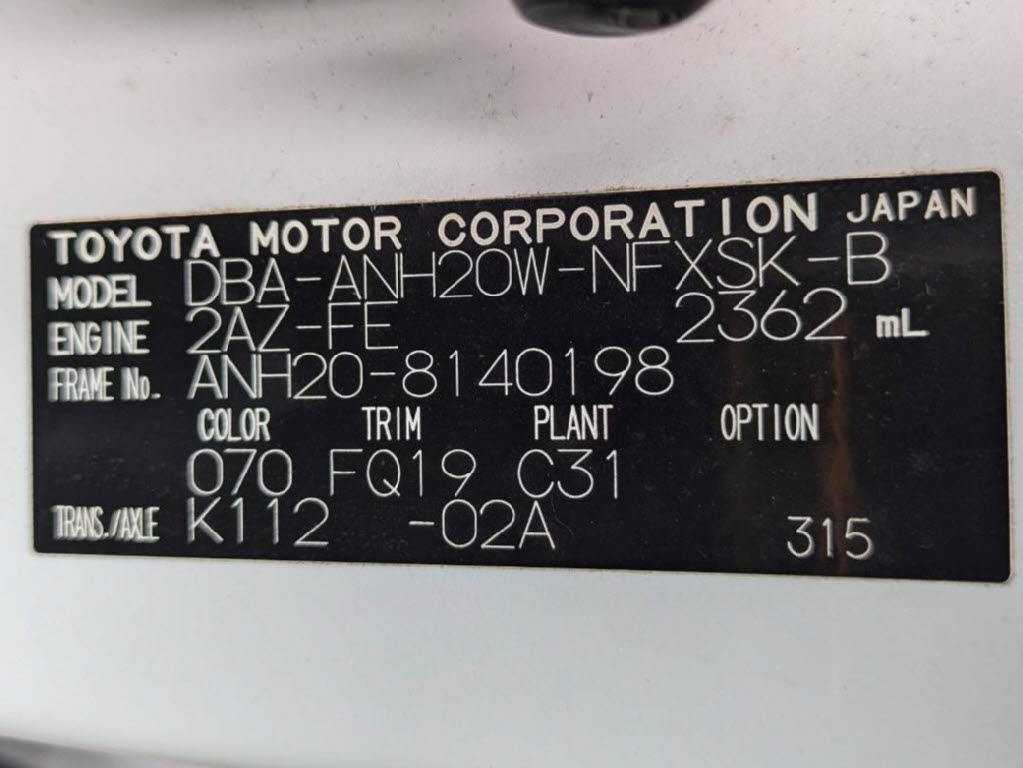 TOYOTA MOTOR CORPORATION JAPAN
MODEL DBA-ANH20W-NFXSK-B
ENGINE 2AZ-FE 2362 mL
FRAME No. ANH20-8140198
COLOR TRIM PLANT OPTION
070 FQ19 C31
TRANS./AXLE K112 -02A 315